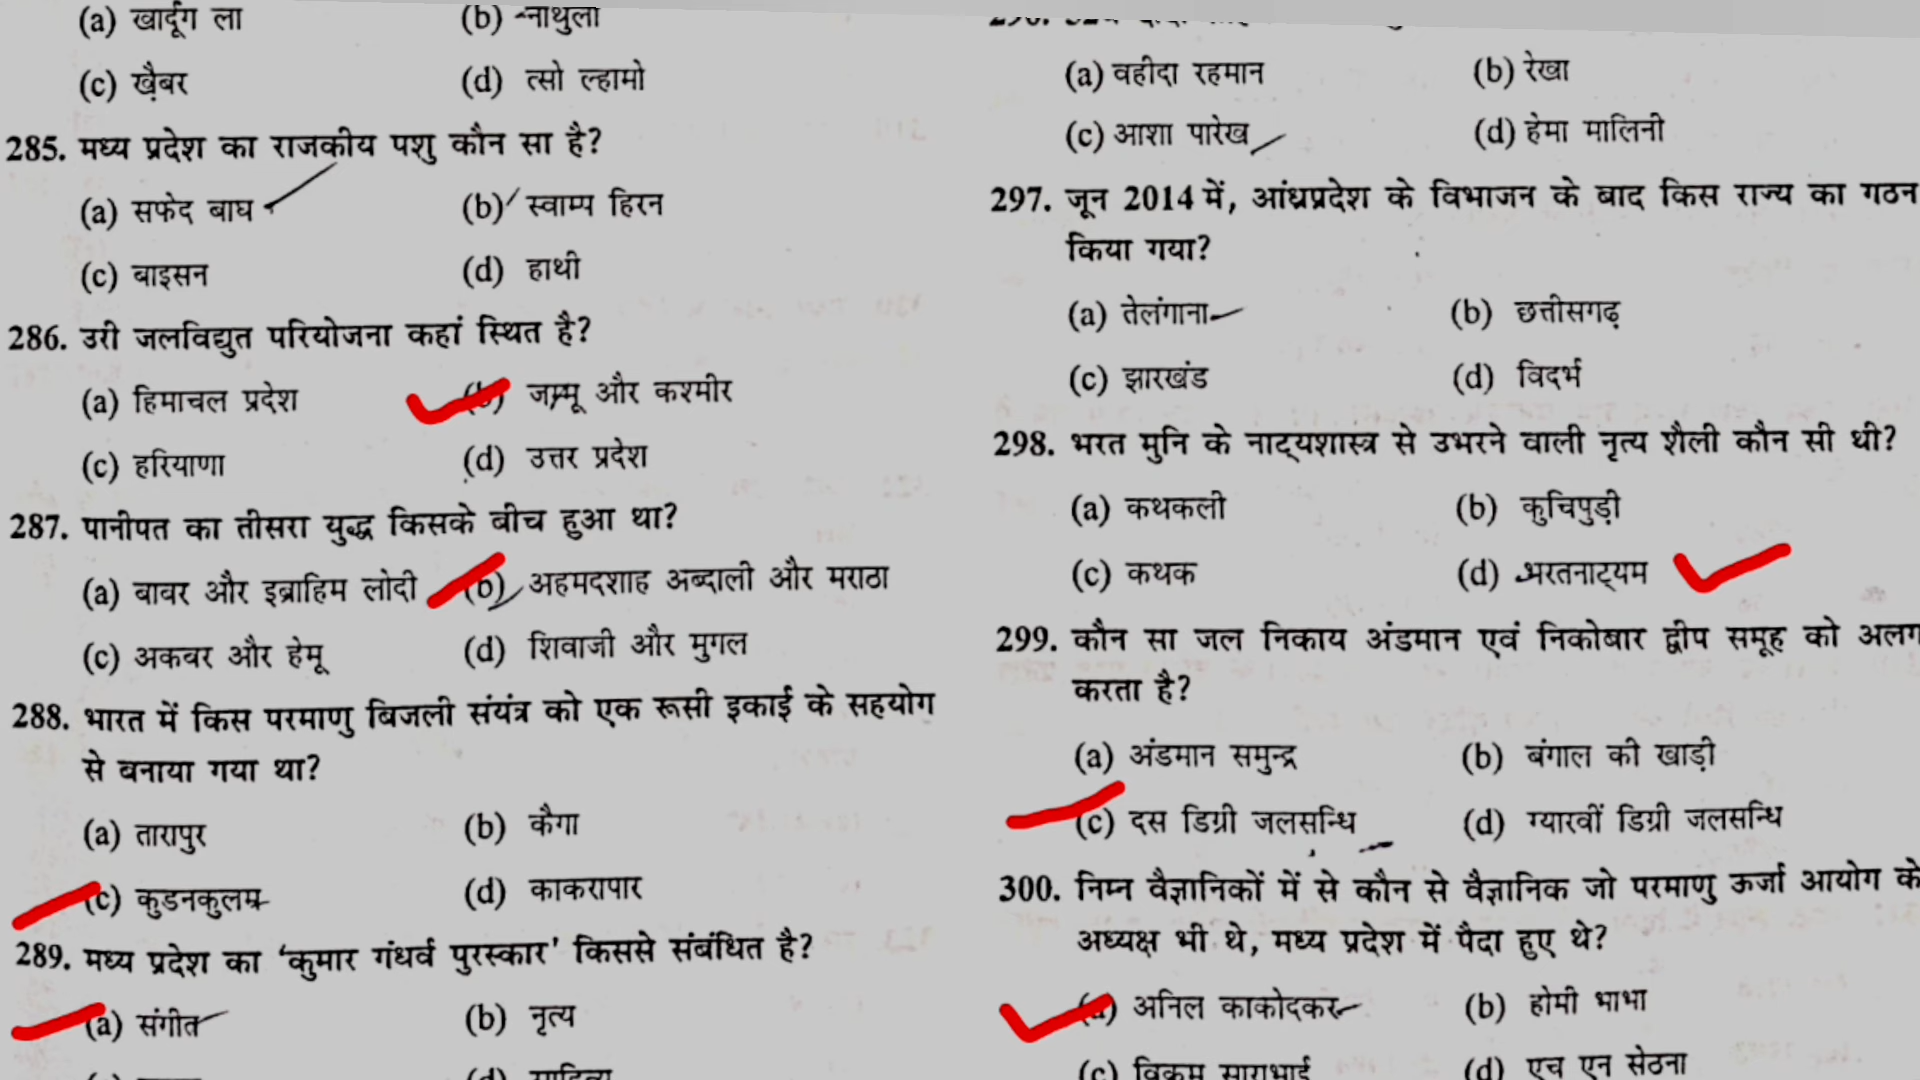 (a) खार्दूंग ला (b) नाथुला
(c) ख़ैबर (d) त्सो ल्हामो
285. मध्य प्रदेश का राजकीय पशु कौन सा है?
(a) सफेद बाघ (b) स्वाम्प हिरन
(c) बाइसन (d) हाथी
286. उरी जलविद्युत परियोजना कहां स्थित है?
(a) हिमाचल प्रदेश (b) जम्मू और कश्मीर
(c) हरियाणा (d) उत्तर प्रदेश
287. पानीपत का तीसरा युद्ध किसके बीच हुआ था?
(a) बाबर और इब्राहिम लोदी (b) अहमदशाह अब्दाली और मराठा
(c) अकबर और हेमू (d) शिवाजी और मुगल
288. भारत में किस परमाणु बिजली संयंत्र को एक रूसी इकाई के सहयोग
से बनाया गया था?
(a) तारापुर (b) कैगा
(c) कुडनकुलम (d) काकरापार
289. मध्य प्रदेश का ‘कुमार गंधर्व पुरस्कार’ किससे संबंधित है?
(a) संगीत (b) नृत्य
(d) साहित्य
(a) वहीदा रहमान (b) रेखा
(c) आशा पारेख (d) हेमा मालिनी
297. जून 2014 में, आंध्रप्रदेश के विभाजन के बाद किस राज्य का गठन
किया गया?
(a) तेलंगाना (b) छत्तीसगढ़
(c) झारखंड (d) विदर्भ
298. भरत मुनि के नाट्यशास्त्र से उभरने वाली नृत्य शैली कौन सी थी?
(a) कथकली (b) कुचिपुड़ी
(c) कथक (d) भरतनाट्यम
299. कौन सा जल निकाय अंडमान एवं निकोबार द्वीप समूह को अलग
करता है?
(a) अंडमान समुन्द्र (b) बंगाल की खाड़ी
(c) दस डिग्री जलसन्धि (d) ग्यारवीं डिग्री जलसन्धि
300. निम्न वैज्ञानिकों में से कौन से वैज्ञानिक जो परमाणु ऊर्जा आयोग के
अध्यक्ष भी थे, मध्य प्रदेश में पैदा हुए थे?
(a) अनिल काकोदकर (b) होमी भाभा
(c) विक्रम साराभाई (d) एच एन सेठना